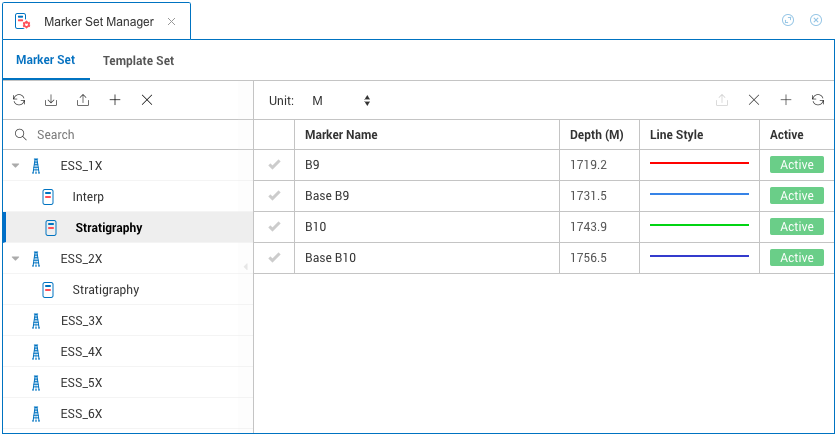 Marker Set Manager
Marker Set Template Set
Unit: M
Search
Marker Name Depth (M) Line Style Active
ESS_1X
B9 1719.2 Active
Interp
Base B9 1731.5 Active
Stratigraphy
B10 1743.9 Active
ESS_2X
Base B10 1756.5 Active
Stratigraphy
ESS_3X
ESS_4X
ESS_5X
ESS_6X